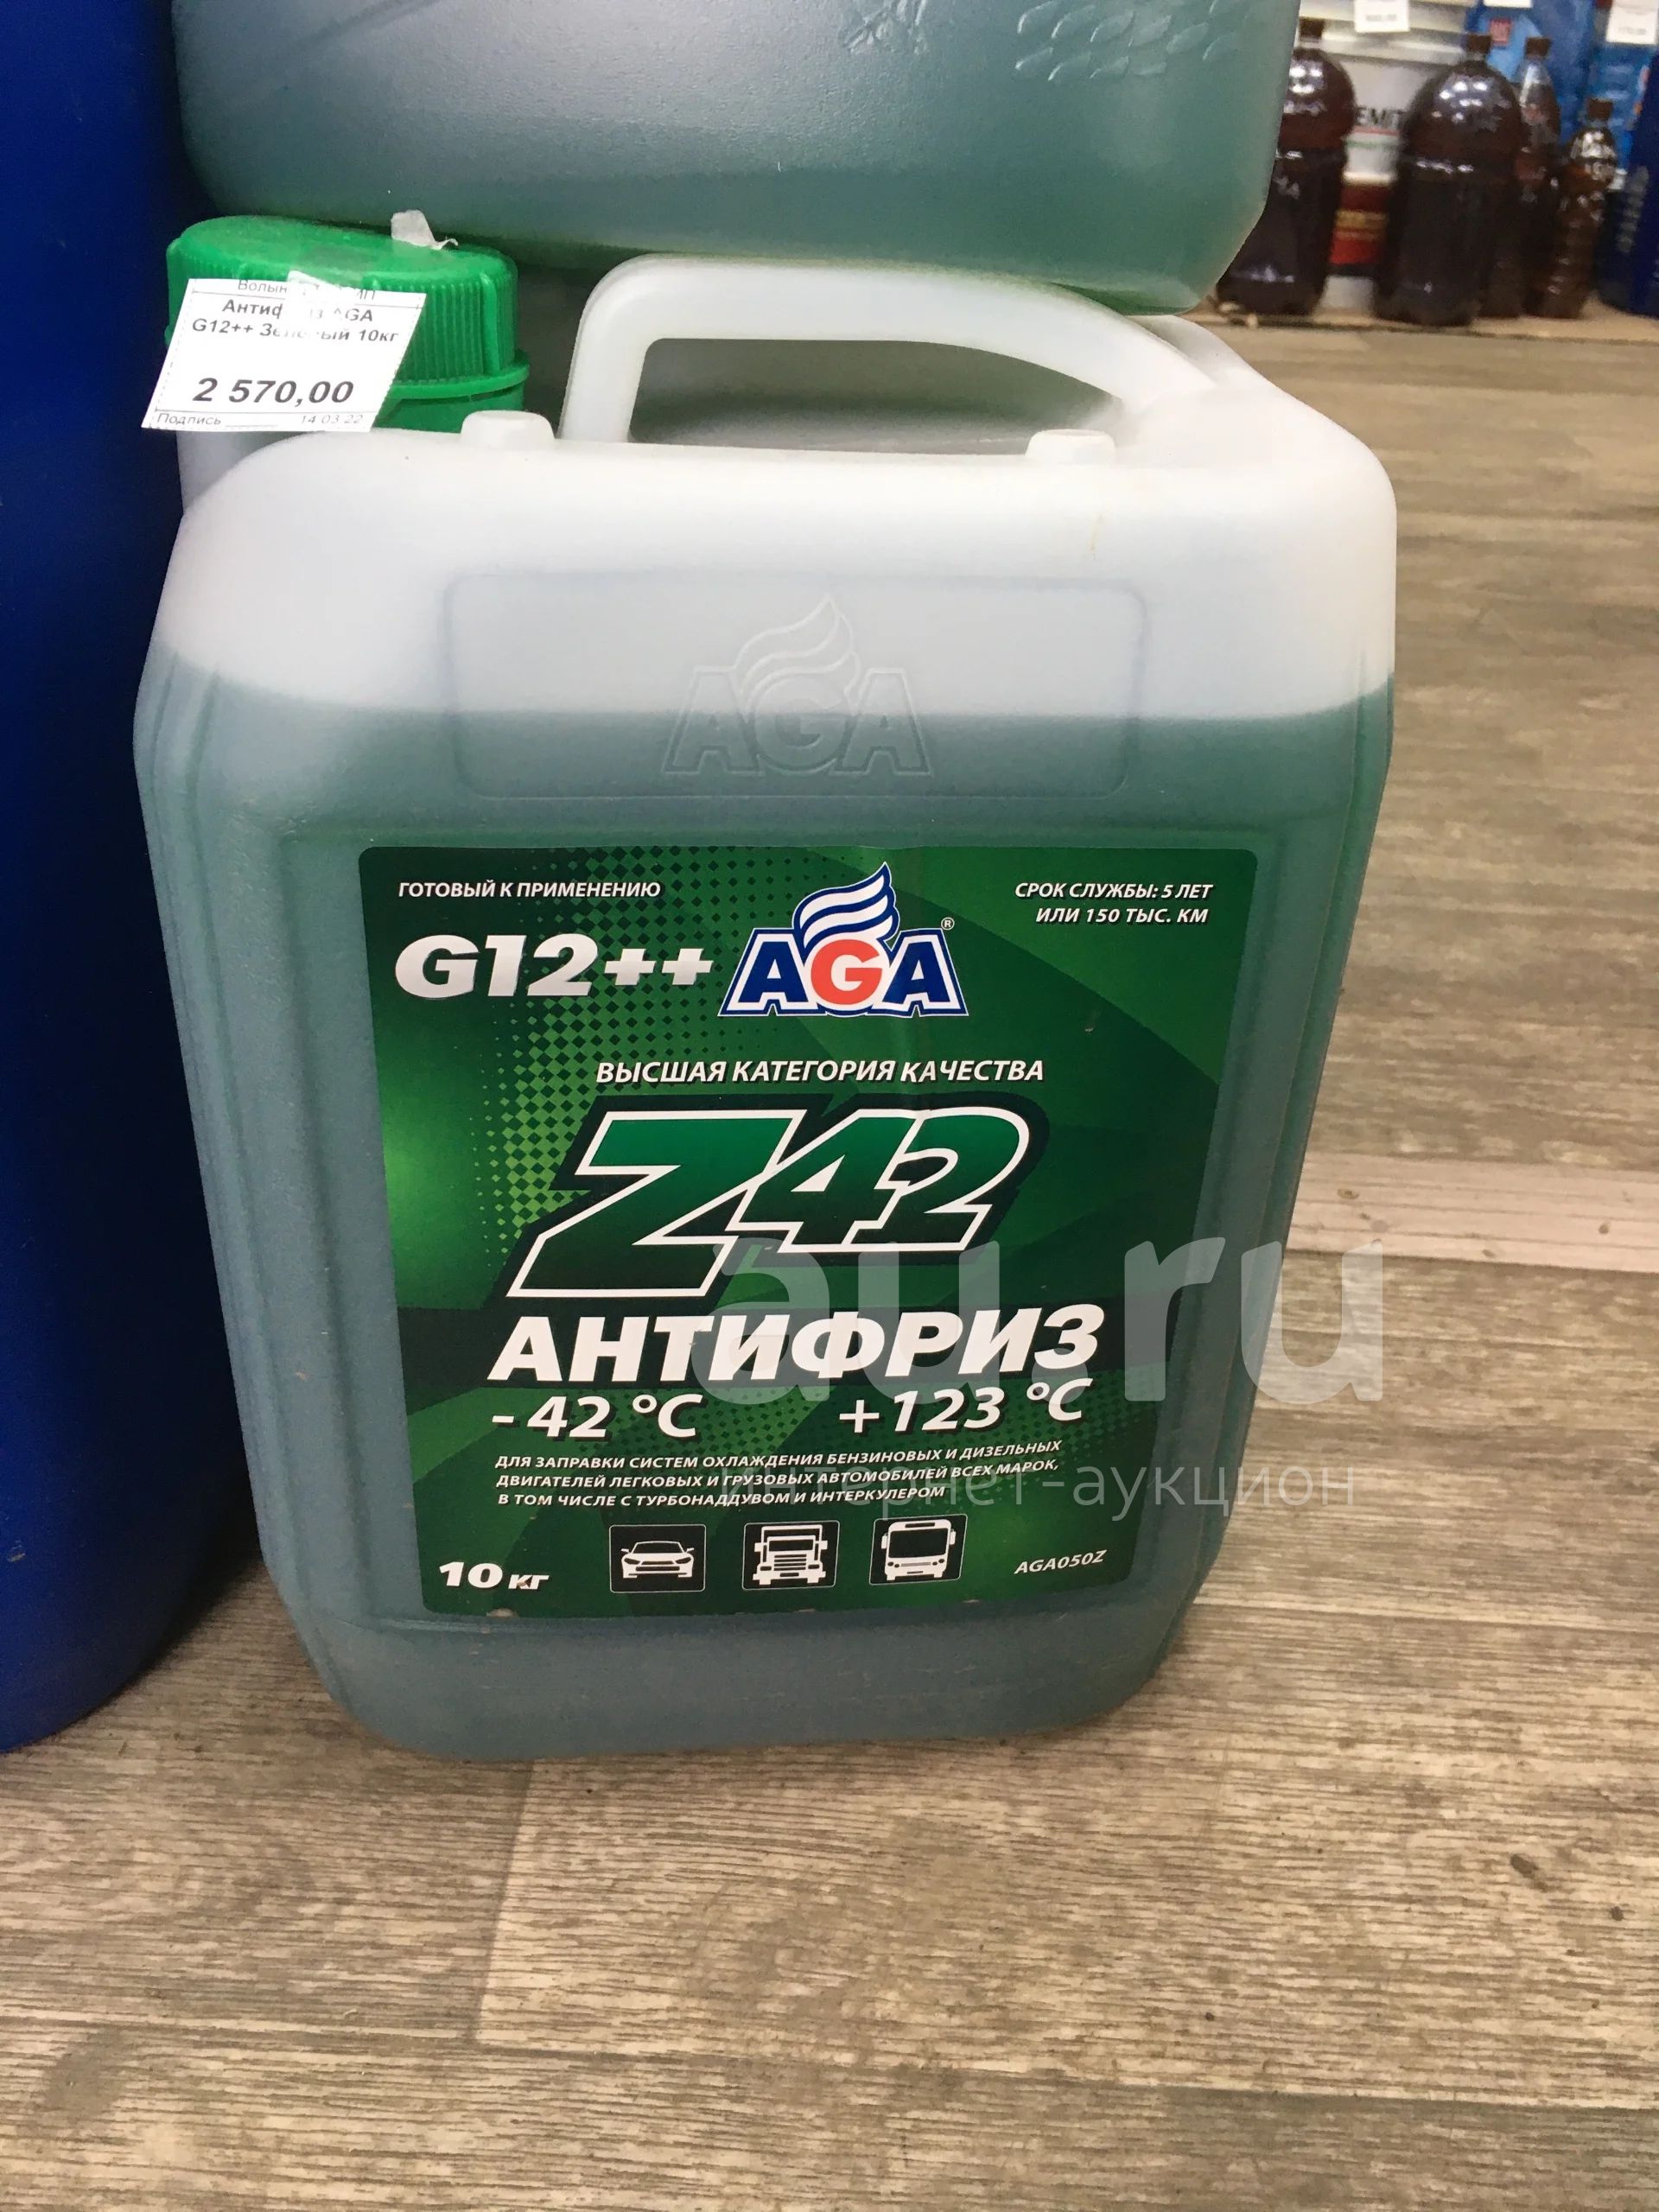 Антифриз AGA
G12++ Зеленый 10кг
2 570,00
Подпись 14.03.22
AGA
ГОТОВЫЙ К ПРИМЕНЕНИЮ
СРОК СЛУЖБЫ: 5 ЛЕТ
ИЛИ 150 ТЫС. КМ
G12++ AGA ®
ВЫСШАЯ КАТЕГОРИЯ КАЧЕСТВА
Z42
АНТИФРИЗ
-42 °C +123 °C
ДЛЯ ЗАПРАВКИ СИСТЕМ ОХЛАЖДЕНИЯ БЕНЗИНОВЫХ И ДИЗЕЛЬНЫХ
ДВИГАТЕЛЕЙ ЛЕГКОВЫХ И ГРУЗОВЫХ АВТОМОБИЛЕЙ ВСЕХ МАРОК,
В ТОМ ЧИСЛЕ С ТУРБОНАДДУВОМ И ИНТЕРКУЛЕРОМ
10 кг
AGA050Z
au.ru
интернет-аукцион